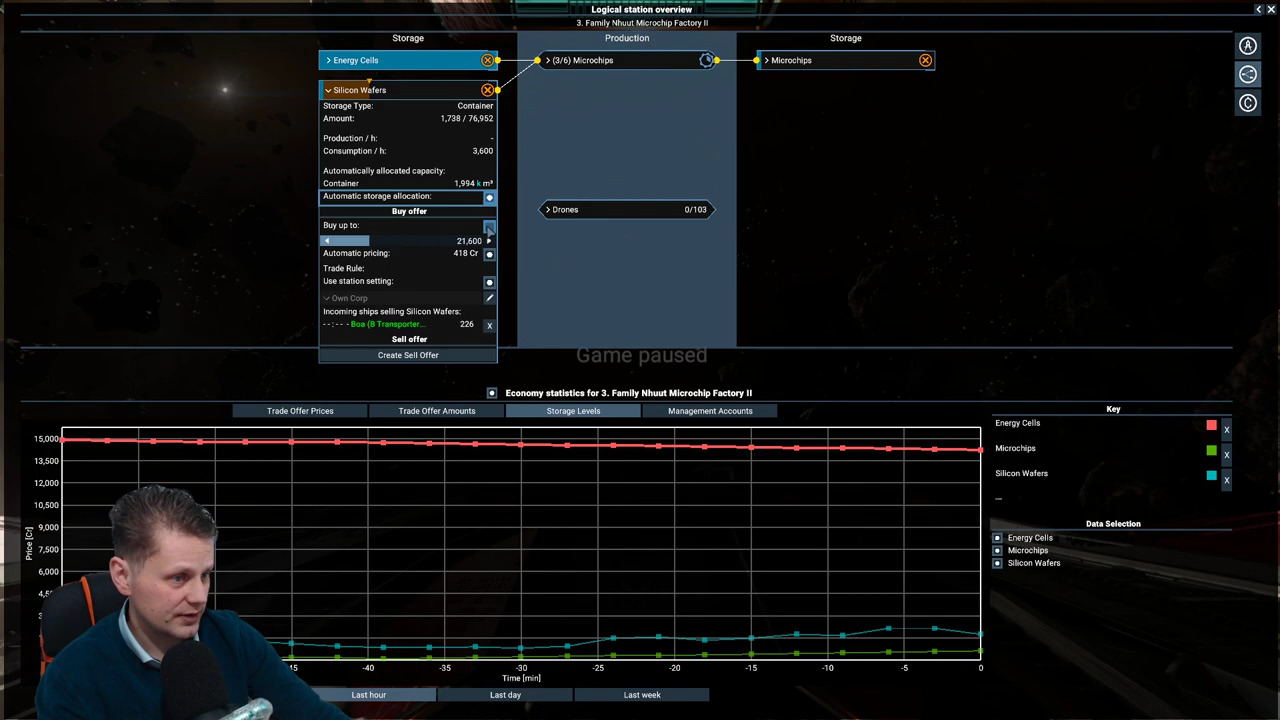 Logical station overview
3. Family Nhuut Microchip Factory II
Storage
Production
Storage
Energy Cells
(3/6) Microchips
Microchips
Silicon Wafers
Storage Type: Container
Amount: 1,738 / 76,952
Production / h: -
Consumption / h: 3,600
Automatically allocated capacity:
Container 1,994 k m³
Automatic storage allocation:
Buy offer
Buy up to:
21,600
Automatic pricing: 418 Cr
Trade Rule:
Use station setting:
Own Corp
Incoming ships selling Silicon Wafers:
--:-- Boa (B Transporter... 226 X
Sell offer
Create Sell Offer
Drones 0/103
Game paused
Economy statistics for 3. Family Nhuut Microchip Factory II
Trade Offer Prices
Trade Offer Amounts
Storage Levels
Management Accounts
Key
Energy Cells X
Microchips X
Silicon Wafers X
---
Data Selection
Energy Cells
Microchips
Silicon Wafers
Price [Cr]
15,000
13,500
12,000
10,500
9,000
7,500
6,000
4,5
3
-45 -40 -35 -30 -25 -20 -15 -10 -5 0
Time [min]
Last hour
Last day
Last week